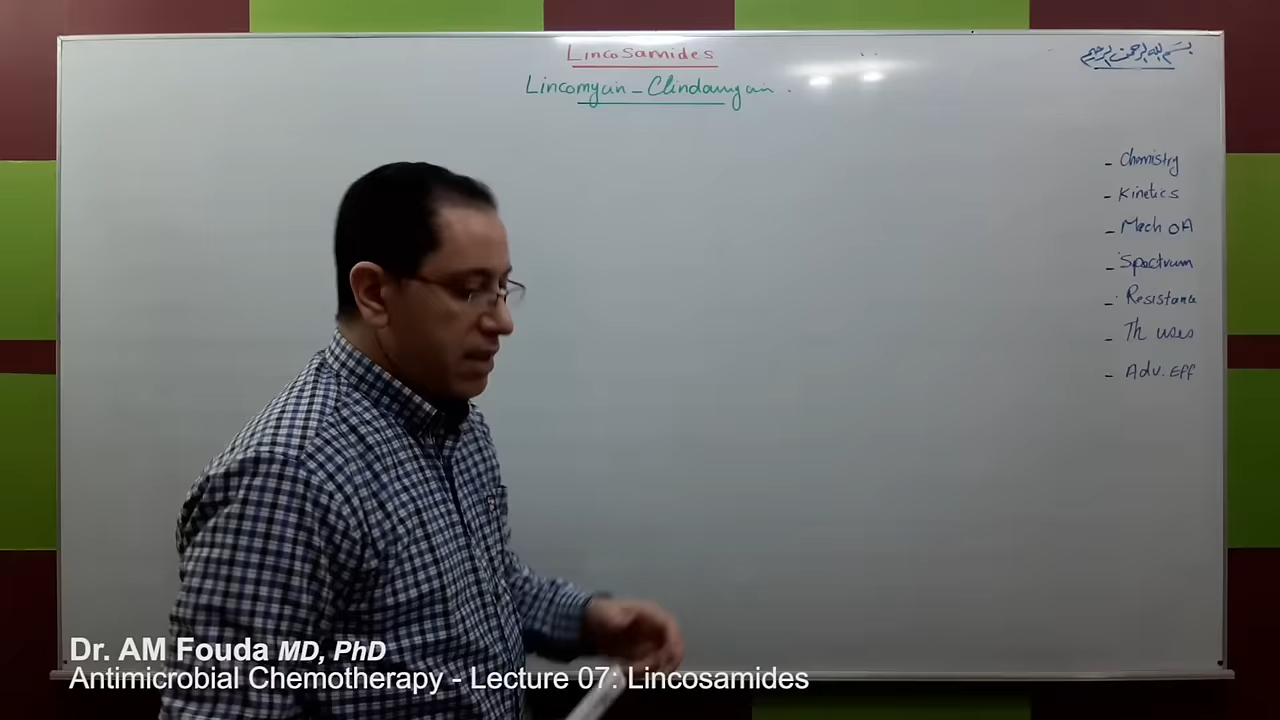 Lincosamides
بسم الله الرحمن الرحيم
Lincomycin - Clindamycin .
- Chemistry
- Kinetics
- Mech OA
- Spectrum
- Resistance
- Th uses
- Adv. Eff
Dr. AM Fouda MD, PhD
Antimicrobial Chemotherapy - Lecture 07: Lincosamides